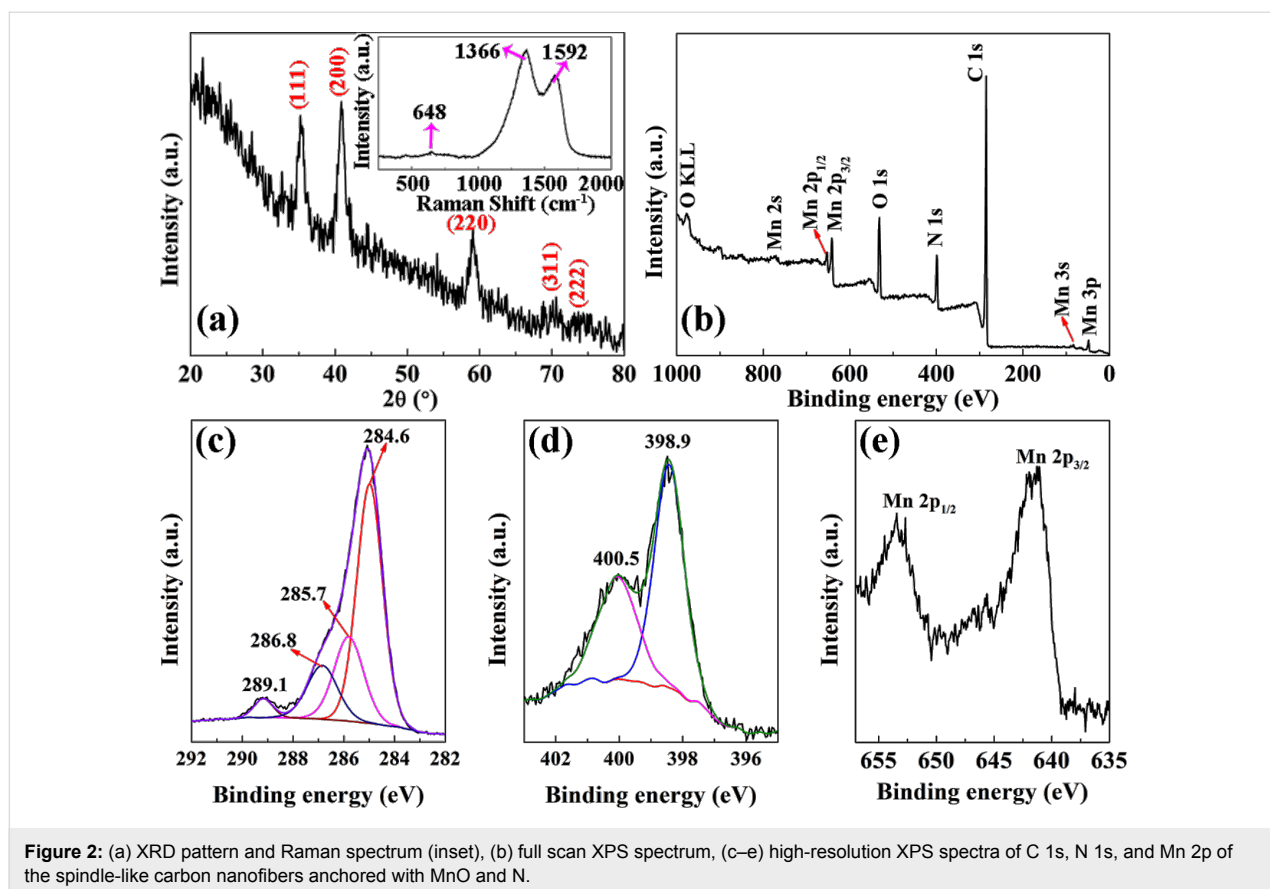 Intensity (a.u.)
(111)
(200)
(220)
(311)
(222)
(a)
20 30 40 50 60 70 80
2θ (°)
Intensity (a.u.)
1366
1592
648
500 1000 1500 2000
Raman Shift (cm⁻¹)
Intensity (a.u.)
O KLL
Mn 2s
Mn 2p₁/₂
Mn 2p₃/₂
O 1s
N 1s
C 1s
Mn 3s
Mn 3p
(b)
1000 800 600 400 200 0
Binding energy (eV)
Intensity (a.u.)
(c)
284.6
285.7
286.8
289.1
292 290 288 286 284 282
Binding energy (eV)
Intensity (a.u.)
(d)
398.9
400.5
402 400 398 396
Binding energy (eV)
Intensity (a.u.)
(e)
Mn 2p₃/₂
Mn 2p₁/₂
655 650 645 640 635
Binding energy (eV)
Figure 2: (a) XRD pattern and Raman spectrum (inset), (b) full scan XPS spectrum, (c–e) high-resolution XPS spectra of C 1s, N 1s, and Mn 2p of
the spindle-like carbon nanofibers anchored with MnO and N.